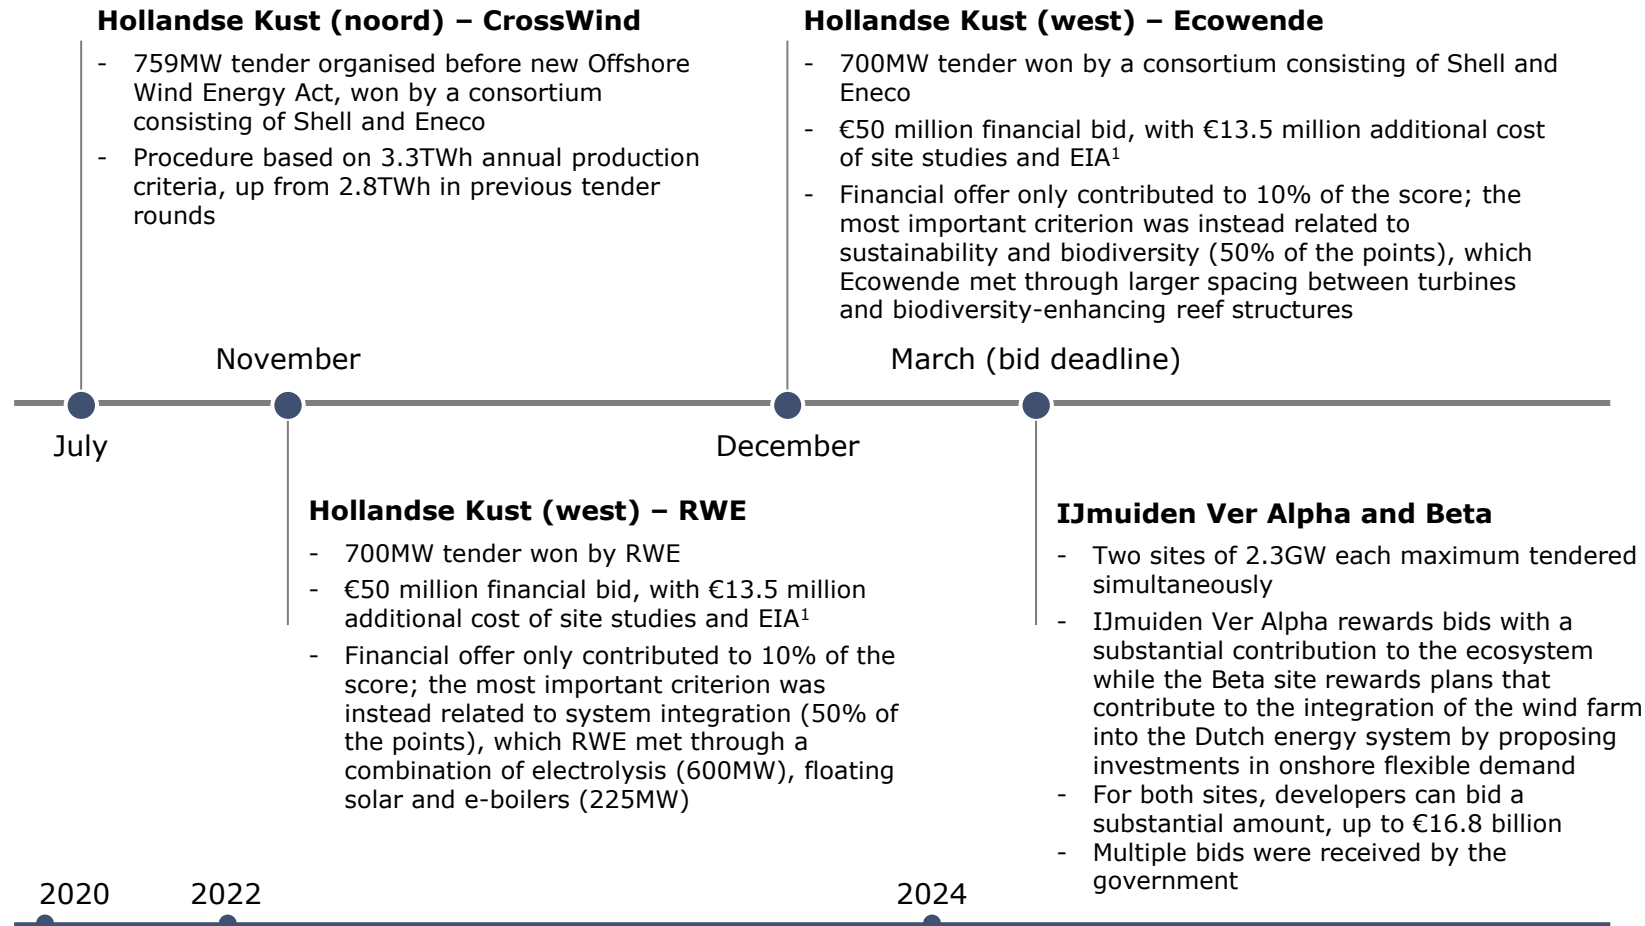 Hollandse Kust (noord) – CrossWind
- 759MW tender organised before new Offshore
Wind Energy Act, won by a consortium
consisting of Shell and Eneco
- Procedure based on 3.3TWh annual production
criteria, up from 2.8TWh in previous tender
rounds
Hollandse Kust (west) – Ecowende
- 700MW tender won by a consortium consisting of Shell and
Eneco
- €50 million financial bid, with €13.5 million additional cost
of site studies and EIA¹
- Financial offer only contributed to 10% of the score; the
most important criterion was instead related to
sustainability and biodiversity (50% of the points), which
Ecowende met through larger spacing between turbines
and biodiversity-enhancing reef structures
November
March (bid deadline)
July
December
Hollandse Kust (west) – RWE
- 700MW tender won by RWE
- €50 million financial bid, with €13.5 million
additional cost of site studies and EIA¹
- Financial offer only contributed to 10% of the
score; the most important criterion was
instead related to system integration (50% of
the points), which RWE met through a
combination of electrolysis (600MW), floating
solar and e-boilers (225MW)
IJmuiden Ver Alpha and Beta
- Two sites of 2.3GW each maximum tendered
simultaneously
- IJmuiden Ver Alpha rewards bids with a
substantial contribution to the ecosystem
while the Beta site rewards plans that
contribute to the integration of the wind farm
into the Dutch energy system by proposing
investments in onshore flexible demand
- For both sites, developers can bid a
substantial amount, up to €16.8 billion
- Multiple bids were received by the
government
2020
2022
2024